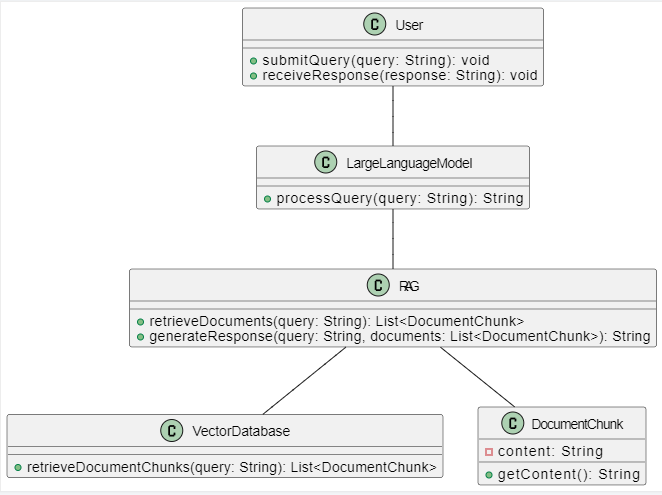 C User
submitQuery(query: String): void
receiveResponse(response: String): void
C LargeLanguageModel
processQuery(query: String): String
C RAG
retrieveDocuments(query: String): List<DocumentChunk>
generateResponse(query: String, documents: List<DocumentChunk>): String
C VectorDatabase
retrieveDocumentChunks(query: String): List<DocumentChunk>
C DocumentChunk
content: String
getContent(): String